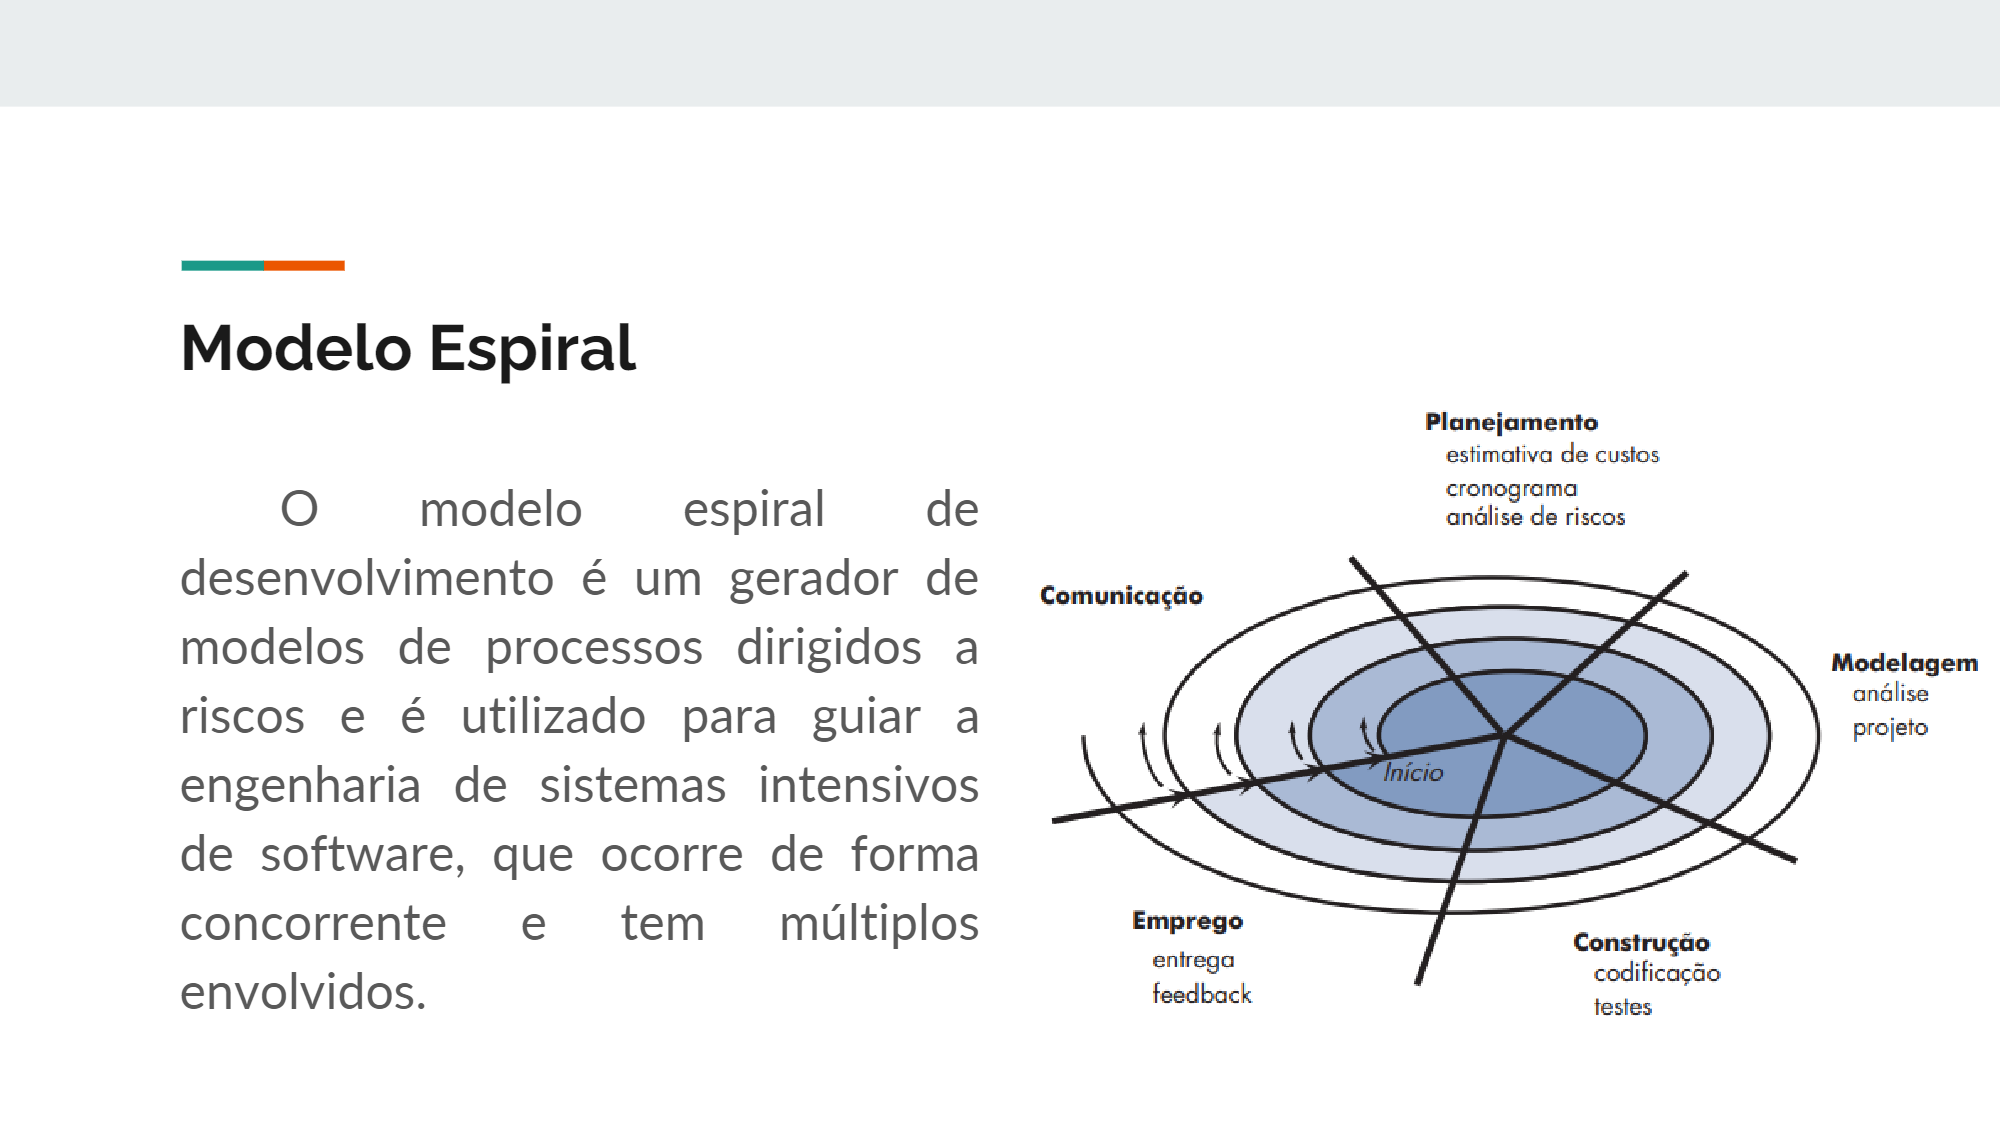 Modelo Espiral
O modelo espiral de
desenvolvimento é um gerador de
modelos de processos dirigidos a
riscos e é utilizado para guiar a
engenharia de sistemas intensivos
de software, que ocorre de forma
concorrente e tem múltiplos
envolvidos.
Planejamento
estimativa de custos
cronograma
análise de riscos
Comunicação
Modelagem
análise
projeto
Início
Emprego
entrega
feedback
Construção
codificação
testes